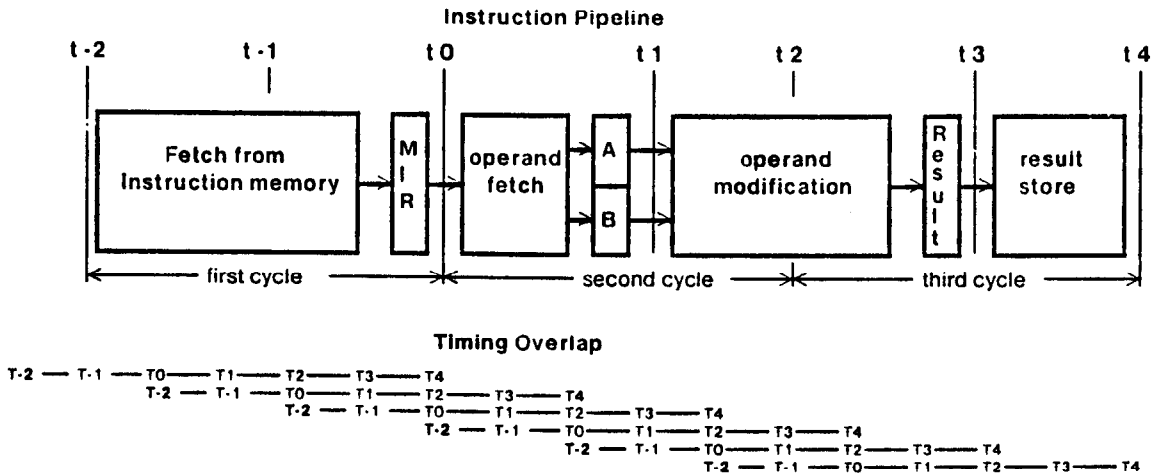 Instruction Pipeline
t-2 t-1 t0 t1 t2 t3 t4
Fetch from
Instruction memory
MIR
operand
fetch
A
B
operand
modification
Result
result
store
first cycle second cycle third cycle
Timing Overlap
T-2 T-1 T0 T1 T2 T3 T4
T-2 T-1 T0 T1 T2 T3 T4
T-2 T-1 T0 T1 T2 T3 T4
T-2 T-1 T0 T1 T2 T3 T4
T-2 T-1 T0 T1 T2 T3 T4
T-2 T-1 T0 T1 T2 T3 T4